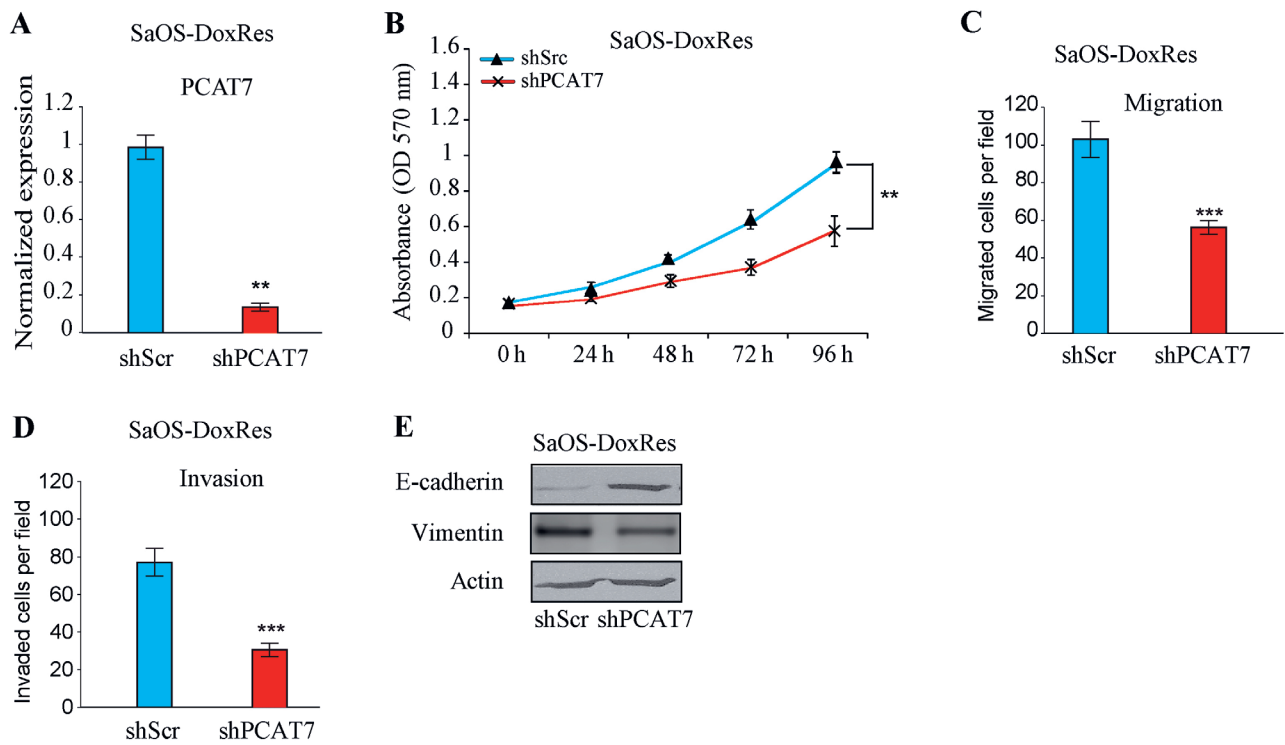 A
SaOS-DoxRes
PCAT7
Normalized expression
1.2
1
0.8
0.6
0.4
0.2
0
**
shScr
shPCAT7
B
SaOS-DoxRes
shSrc
shPCAT7
Absorbance (OD 570 nm)
1.6
1.4
1.2
1
0.8
0.6
0.4
0.2
0
**
0 h
24 h
48 h
72 h
96 h
C
SaOS-DoxRes
Migration
Migrated cells per field
120
100
80
60
40
20
0
***
shScr
shPCAT7
D
SaOS-DoxRes
Invasion
Invaded cells per field
120
100
80
60
40
20
0
***
shScr
shPCAT7
E
SaOS-DoxRes
E-cadherin
Vimentin
Actin
shScr shPCAT7